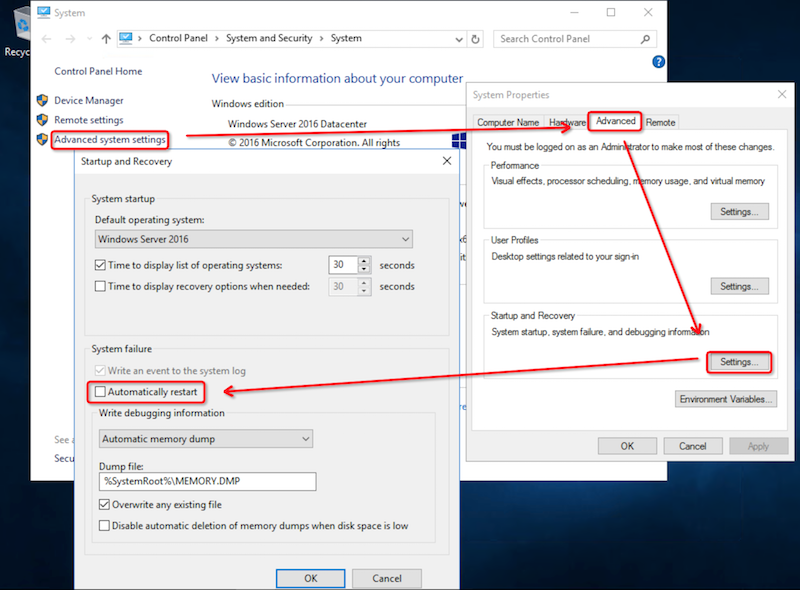 System
Recyc
Control Panel > System and Security > System
Search Control Panel
Control Panel Home
Device Manager
Remote settings
Advanced system settings
View basic information about your computer
Windows edition
Windows Server 2016 Datacenter
© 2016 Microsoft Corporation. All rights
See a
Secu
Startup and Recovery
System startup
Default operating system:
Windows Server 2016
Time to display list of operating systems: 30 seconds
Time to display recovery options when needed: 30 seconds
System failure
Write an event to the system log
Automatically restart
Write debugging information
Automatic memory dump
Dump file:
%SystemRoot%\MEMORY.DMP
Overwrite any existing file
Disable automatic deletion of memory dumps when disk space is low
OK Cancel
System Properties
Computer Name Hardware Advanced Remote
You must be logged on as an Administrator to make most of these changes.
Performance
Visual effects, processor scheduling, memory usage, and virtual memory
Settings...
User Profiles
Desktop settings related to your sign-in
Settings...
Startup and Recovery
System startup, system failure, and debugging information
Settings...
Environment Variables...
OK Cancel Apply